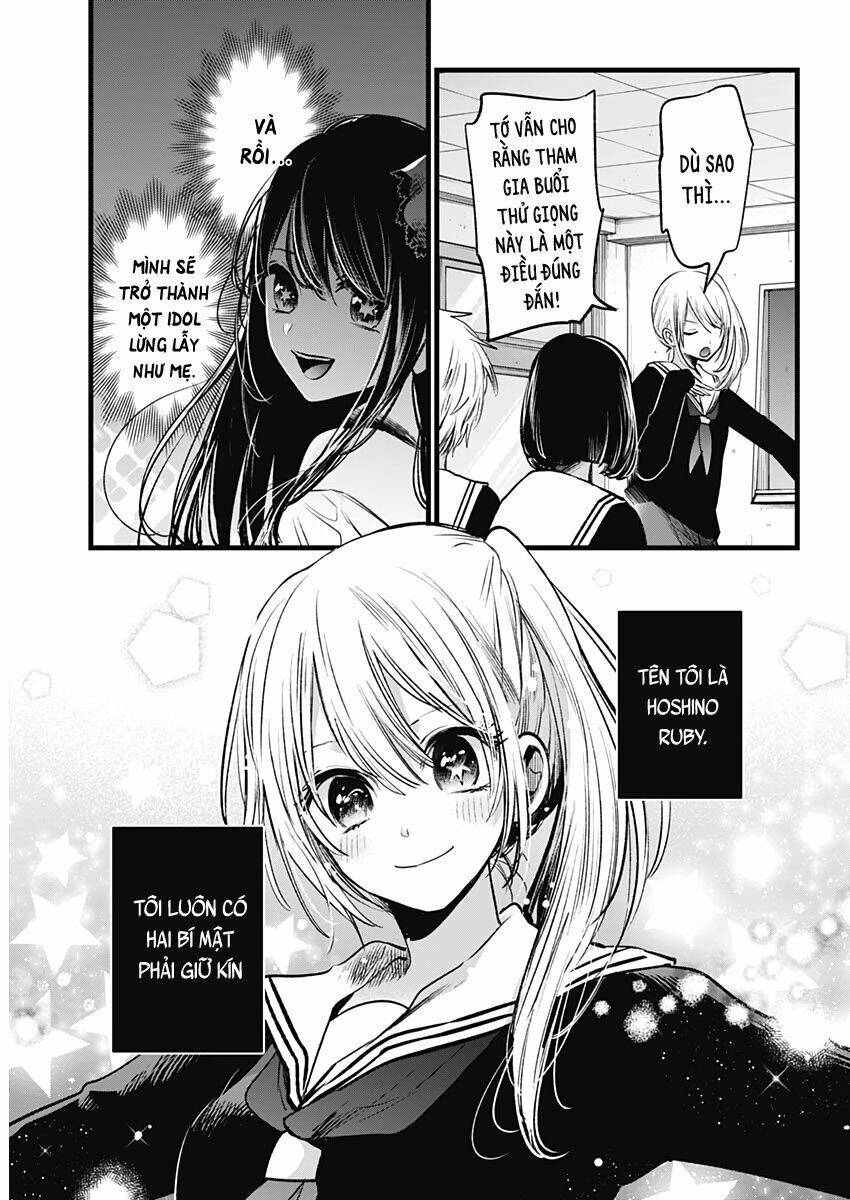 DÙ SAO
THÌ...
TỚ VẪN CHO
RẰNG THAM
GIA BUỔI
THỬ GIỌNG
NÀY LÀ MỘT
ĐIỀU ĐÚNG
ĐẮN!
VÀ
RỒI...
MÌNH SẼ
TRỞ THÀNH
MỘT IDOL
LỪNG LẪY
NHƯ MẸ.
TÊN TÔI LÀ
HOSHINO
RUBY.
TÔI LUÔN CÓ
HAI BÍ MẬT
PHẢI GIỮ KÍN